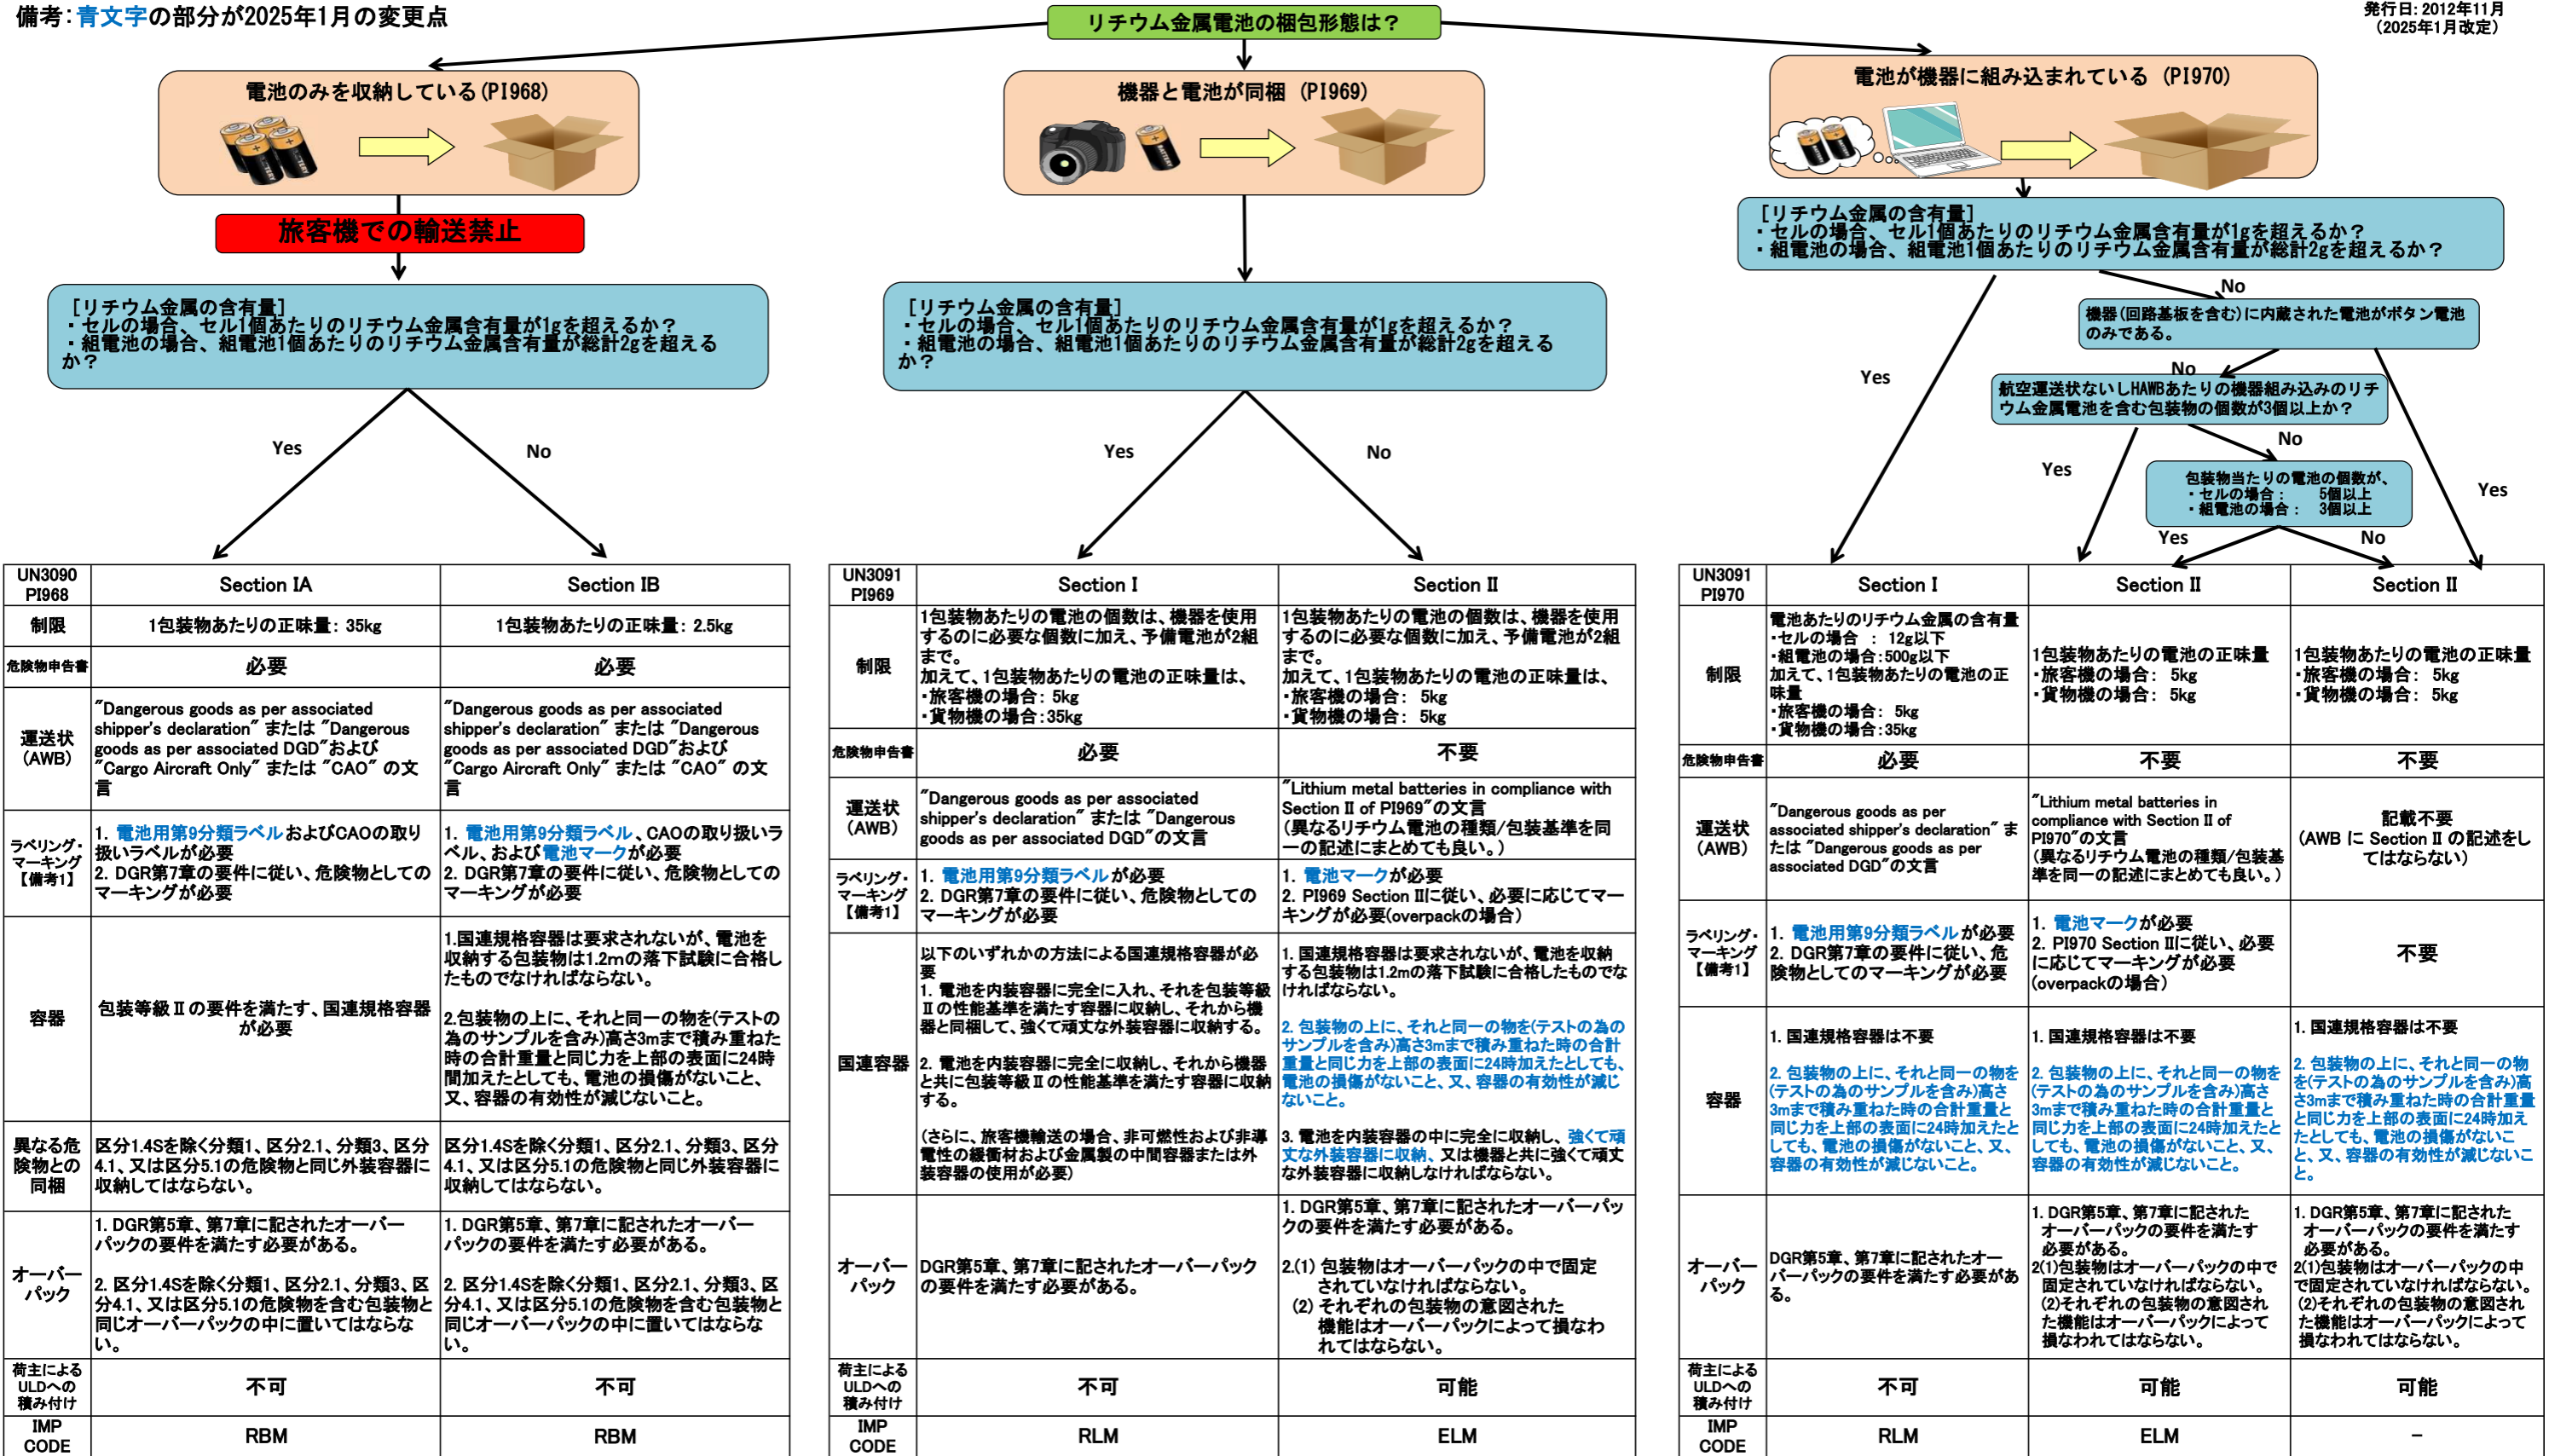 備考：青文字の部分が2025年1月の変更点
発行日：2012年11月
（2025年1月改定）
リチウム金属電池の梱包形態は？
電池のみを収納している(PI968)
旅客機での輸送禁止
［リチウム金属の含有量］
・セルの場合、セル1個あたりのリチウム金属含有量が1gを超えるか？
・組電池の場合、組電池1個あたりのリチウム金属含有量が総計2gを超える
か？
Yes
No
機器と電池が同梱 (PI969)
［リチウム金属の含有量］
・セルの場合、セル1個あたりのリチウム金属含有量が1gを超えるか？
・組電池の場合、組電池1個あたりのリチウム金属含有量が総計2gを超える
か？
Yes
No
電池が機器に組み込まれている (PI970)
［リチウム金属の含有量］
・セルの場合、セル1個あたりのリチウム金属含有量が1gを超えるか？
・組電池の場合、組電池1個あたりのリチウム金属含有量が総計2gを超えるか？
No
機器(回路基板を含む)に内蔵された電池がボタン電池
のみである。
Yes
No
航空運送状ないしHAWBあたりの機器組み込みのリチ
ウム金属電池を含む包装物の個数が3個以上か？
No
Yes
包装物当たりの電池の個数が、
・セルの場合： 5個以上
・組電池の場合： 3個以上
Yes
Yes
No
UN3090
PI968
Section IA
Section IB
制限
1包装物あたりの正味量： 35kg
1包装物あたりの正味量： 2.5kg
危険物申告書
必要
必要
運送状
(AWB)
"Dangerous goods as per associated
shipper's declaration" または "Dangerous
goods as per associated DGD"および
"Cargo Aircraft Only" または "CAO" の文
言
"Dangerous goods as per associated
shipper's declaration" または "Dangerous
goods as per associated DGD"および
"Cargo Aircraft Only" または "CAO" の文
言
ラベリング・
マーキング
【備考1】
1. 電池用第9分類ラベルおよびCAOの取り
扱いラベルが必要
2. DGR第7章の要件に従い、危険物としての
マーキングが必要
1. 電池用第9分類ラベル、CAOの取り扱いラ
ベル、および電池マークが必要
2. DGR第7章の要件に従い、危険物としての
マーキングが必要
容器
包装等級Ⅱの要件を満たす、国連規格容器
が必要
1.国連規格容器は要求されないが、電池を
収納する包装物は1.2mの落下試験に合格し
たものでなければならない。
2.包装物の上に、それと同一の物を(テストの
為のサンプルを含み)高さ3mまで積み重ねた
時の合計重量と同じ力を上部の表面に24時
間加えたとしても、電池の損傷がないこと、
又、容器の有効性が減じないこと。
異なる危
険物との
同梱
区分1.4Sを除く分類1、区分2.1、分類3、区分
4.1、又は区分5.1の危険物と同じ外装容器に
収納してはならない。
区分1.4Sを除く分類1、区分2.1、分類3、区分
4.1、又は区分5.1の危険物と同じ外装容器に
収納してはならない。
オーバー
パック
1. DGR第5章、第7章に記されたオーバー
パックの要件を満たす必要がある。
2. 区分1.4Sを除く分類1、区分2.1、分類3、区
分4.1、又は区分5.1の危険物を含む包装物と
同じオーバーパックの中に置いてはならな
い。
1. DGR第5章、第7章に記されたオーバー
パックの要件を満たす必要がある。
2. 区分1.4Sを除く分類1、区分2.1、分類3、区
分4.1、又は区分5.1の危険物を含む包装物と
同じオーバーパックの中に置いてはならな
い。
荷主による
ULDへの
積み付け
不可
不可
IMP
CODE
RBM
RBM
UN3091
PI969
Section I
Section II
制限
1包装物あたりの電池の個数は、機器を使用
するのに必要な個数に加え、予備電池が2組
まで。
加えて、1包装物あたりの電池の正味量は、
・旅客機の場合： 5kg
・貨物機の場合：35kg
1包装物あたりの電池の個数は、機器を使用
するのに必要な個数に加え、予備電池が2組
まで。
加えて、1包装物あたりの電池の正味量は、
・旅客機の場合： 5kg
・貨物機の場合： 5kg
危険物申告書
必要
不要
運送状
(AWB)
"Dangerous goods as per associated
shipper's declaration" または "Dangerous
goods as per associated DGD"の文言
"Lithium metal batteries in compliance with
Section II of PI969"の文言
(異なるリチウム電池の種類/包装基準を同
一の記述にまとめても良い。)
ラベリング・
マーキング
【備考1】
1. 電池用第9分類ラベルが必要
2. DGR第7章の要件に従い、危険物としての
マーキングが必要
1. 電池マークが必要
2. PI969 Section IIに従い、必要に応じてマー
キングが必要(overpackの場合)
国連容器
以下のいずれかの方法による国連規格容器が必
要
1. 電池を内装容器に完全に入れ、それを包装等級
Ⅱの性能基準を満たす容器に収納し、それから機
器と同梱して、強くて頑丈な外装容器に収納する。
2. 電池を内装容器に完全に収納し、それから機器
と共に包装等級Ⅱの性能基準を満たす容器に収納
する。
(さらに、旅客機輸送の場合、非可燃性および非導
電性の緩衝材および金属製の中間容器または外
装容器の使用が必要)
1. 国連規格容器は要求されないが、電池を収納
する包装物は1.2mの落下試験に合格したものでな
ければならない。
2. 包装物の上に、それと同一の物を(テストの為の
サンプルを含み)高さ3mまで積み重ねた時の合計
重量と同じ力を上部の表面に24時間加えたとしても、
電池の損傷がないこと、又、容器の有効性が減じ
ないこと。
3. 電池を内装容器の中に完全に収納し、強くて頑
丈な外装容器に収納、又は機器と共に強くて頑丈
な外装容器に収納しなければならない。
オーバー
パック
DGR第5章、第7章に記されたオーバーパック
の要件を満たす必要がある。
1. DGR第5章、第7章に記されたオーバーパッ
クの要件を満たす必要がある。
2.(1) 包装物はオーバーパックの中で固定
されていなければならない。
(2) それぞれの包装物の意図された
機能はオーバーパックによって損なわ
れてはならない。
荷主による
ULDへの
積み付け
不可
可能
IMP
CODE
RLM
ELM
UN3091
PI970
Section I
Section II
Section II
制限
電池あたりのリチウム金属の含有量
・セルの場合 ： 12g以下
・組電池の場合：500g以下
加えて、1包装物あたりの電池の正
味量
・旅客機の場合： 5kg
・貨物機の場合：35kg
1包装物あたりの電池の正味量
・旅客機の場合： 5kg
・貨物機の場合： 5kg
1包装物あたりの電池の正味量
・旅客機の場合： 5kg
・貨物機の場合： 5kg
危険物申告書
必要
不要
不要
運送状
(AWB)
"Dangerous goods as per
associated shipper's declaration" ま
たは "Dangerous goods as per
associated DGD"の文言
"Lithium metal batteries in
compliance with Section II of
PI970"の文言
(異なるリチウム電池の種類/包装基
準を同一の記述にまとめても良い。)
記載不要
(AWB に Section II の記述をし
てはならない)
ラベリング・
マーキング
【備考1】
1. 電池用第9分類ラベルが必要
2. DGR第7章の要件に従い、危
険物としてのマーキングが必要
1. 電池マークが必要
2. PI970 Section IIに従い、必要
に応じてマーキングが必要
(overpackの場合)
不要
容器
1. 国連規格容器は不要
2. 包装物の上に、それと同一の物を
(テストの為のサンプルを含み)高さ
3mまで積み重ねた時の合計重量と
同じ力を上部の表面に24時間加えたと
しても、電池の損傷がないこと、又、
容器の有効性が減じないこと。
1. 国連規格容器は不要
2. 包装物の上に、それと同一の物を
(テストの為のサンプルを含み)高さ
3mまで積み重ねた時の合計重量と
同じ力を上部の表面に24時間加えたと
しても、電池の損傷がないこと、又、
容器の有効性が減じないこと。
1. 国連規格容器は不要
2. 包装物の上に、それと同一の物
を(テストの為のサンプルを含み)高
さ3mまで積み重ねた時の合計重量
と同じ力を上部の表面に24時間加え
たとしても、電池の損傷がないこ
と、又、容器の有効性が減じないこ
と。
オーバー
パック
DGR第5章、第7章に記されたオー
バーパックの要件を満たす必要があ
る。
1. DGR第5章、第7章に記された
オーバーパックの要件を満たす
必要がある。
2(1)包装物はオーバーパックの中で
固定されていなければならない。
(2)それぞれの包装物の意図され
た機能はオーバーパックによって
損なわれてはならない。
1. DGR第5章、第7章に記された
オーバーパックの要件を満たす
必要がある。
2(1)包装物はオーバーパックの中
で固定されていなければならない。
(2)それぞれの包装物の意図され
た機能はオーバーパックによって
損なわれてはならない。
荷主による
ULDへの
積み付け
不可
可能
可能
IMP
CODE
RLM
ELM
－